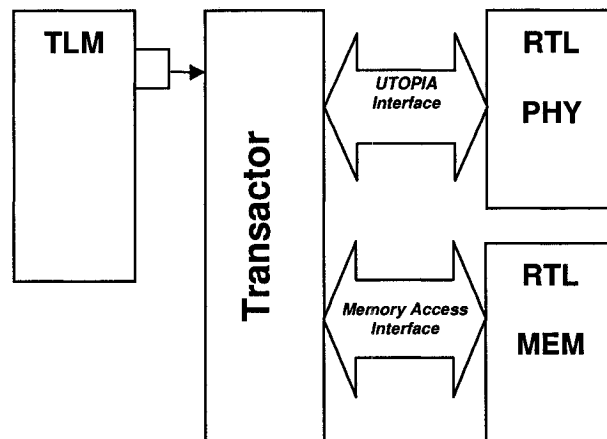 TLM
Transactor
UTOPIA
Interface
RTL
PHY
Memory Access
Interface
RTL
MEM